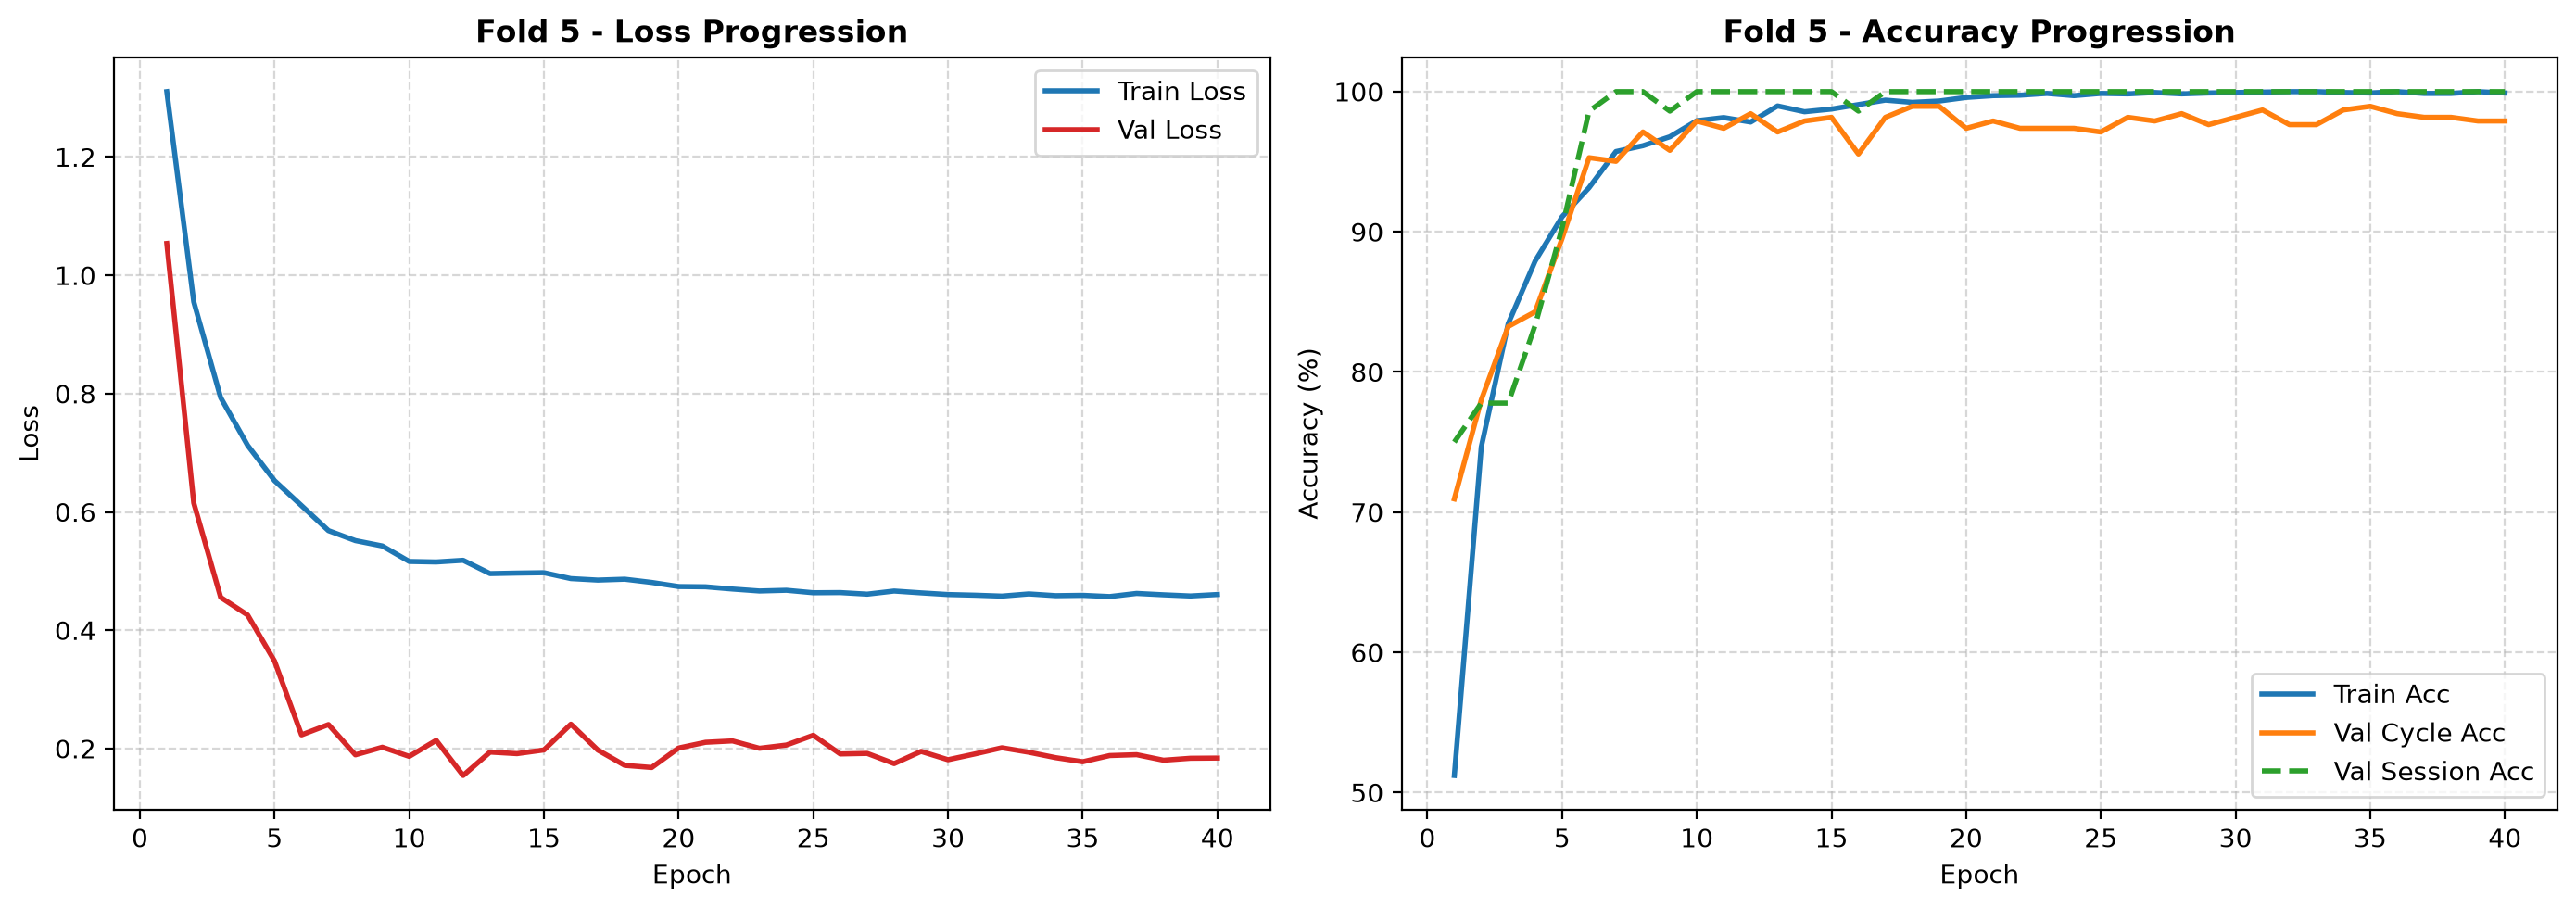 Fold 5 - Loss Progression
Train Loss
Val Loss
1.2
1.0
0.8
0.6
0.4
0.2
Loss
0 5 10 15 20 25 30 35 40
Epoch
Fold 5 - Accuracy Progression
100
90
80
70
60
50
Accuracy (%)
Train Acc
Val Cycle Acc
Val Session Acc
0 5 10 15 20 25 30 35 40
Epoch